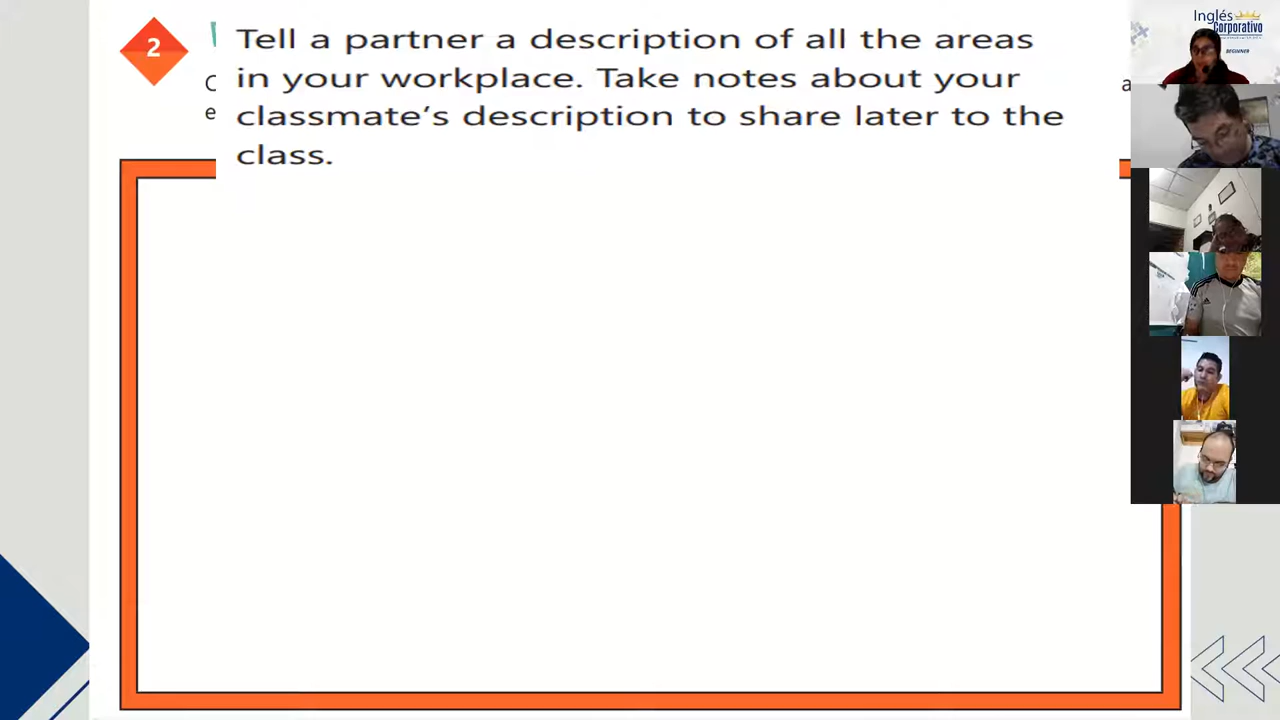 2
Tell a partner a description of all the areas
in your workplace. Take notes about your
classmate‘s description to share later to the
class.
Inglés
Corporativo
BEGINNER